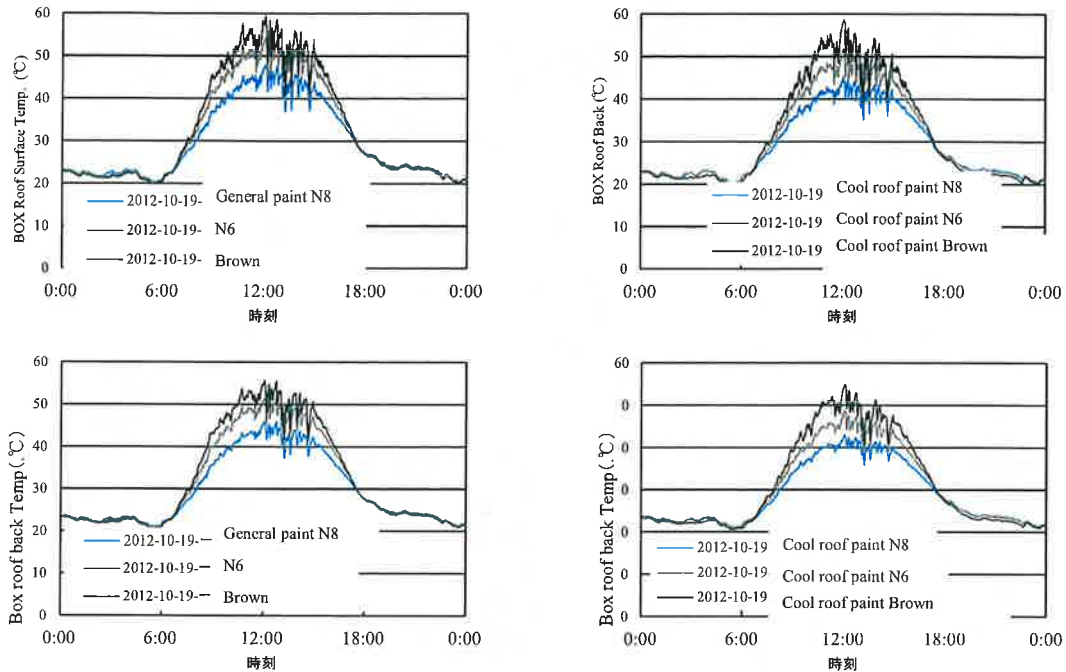 BOX Roof Surface Temp. (℃)
60
50
40
30
20
10
0
2012-10-19- General paint N8
2012-10-19- N6
2012-10-19- Brown
0:00 6:00 12:00 18:00 0:00
時刻
BOX Roof Back (℃)
60
50
40
30
20
10
0
2012-10-19 Cool roof paint N8
2012-10-19 Cool roof paint N6
2012-10-19 Cool roof paint Brown
0:00 6:00 12:00 18:00 0:00
時刻
Box roof back Temp (.℃)
60
50
40
30
20
10
0
2012-10-19-— General paint N8
2012-10-19-— N6
2012-10-19-— Brown
0:00 6:00 12:00 18:00 0:00
時刻
Box roof back Temp (.℃)
60
0
0
0
0
0
0
2012-10-19 Cool roof paint N8
2012-10-19 Cool roof paint N6
2012-10-19 Cool roof paint Brown
0:00 6:00 12:00 18:00 0:00
時刻